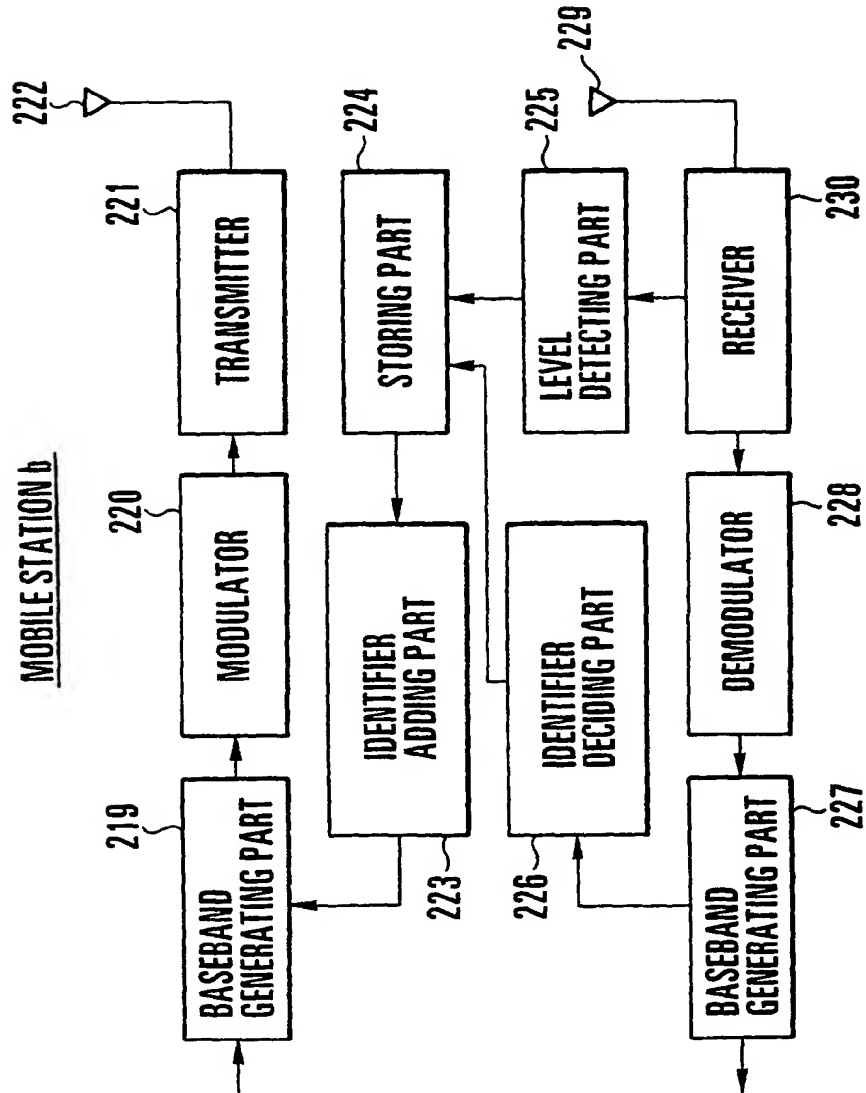 MOBILE STATION b
219
BASEBAND
GENERATING PART
220
MODULATOR
221
TRANSMITTER
222
223
IDENTIFIER
ADDING PART
224
STORING PART
226
IDENTIFIER
DECIDING PART
225
LEVEL
DETECTING PART
229
227
BASEBAND
GENERATING PART
228
DEMODULATOR
230
RECEIVER